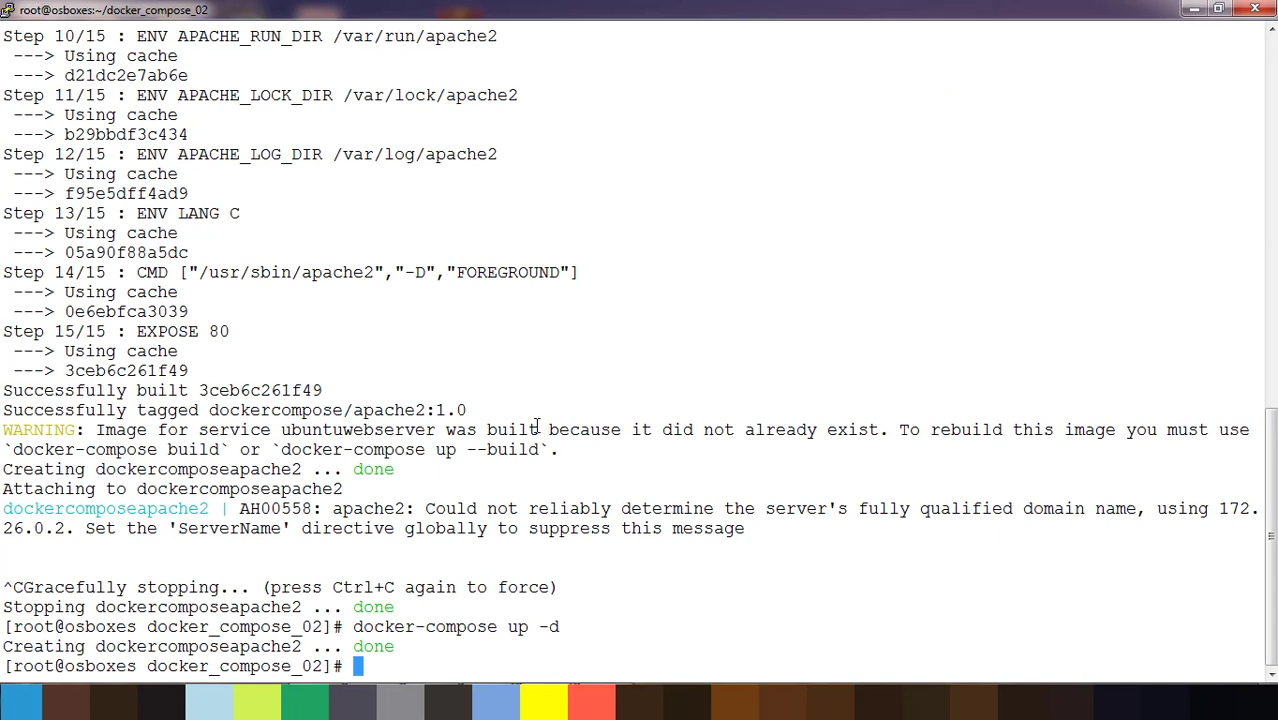 root@osboxes:~/docker_compose_02
Step 10/15 : ENV APACHE_RUN_DIR /var/run/apache2
---> Using cache
---> d21dc2e7ab6e
Step 11/15 : ENV APACHE_LOCK_DIR /var/lock/apache2
---> Using cache
---> b29bbdf3c434
Step 12/15 : ENV APACHE_LOG_DIR /var/log/apache2
---> Using cache
---> f95e5dff4ad9
Step 13/15 : ENV LANG C
---> Using cache
---> 05a90f88a5dc
Step 14/15 : CMD ["/usr/sbin/apache2","-D","FOREGROUND"]
---> Using cache
---> 0e6ebfca3039
Step 15/15 : EXPOSE 80
---> Using cache
---> 3ceb6c261f49
Successfully built 3ceb6c261f49
Successfully tagged dockercompose/apache2:1.0
WARNING: Image for service ubuntuwebserver was built because it did not already exist. To rebuild this image you must use
`docker-compose build` or `docker-compose up --build`.
Creating dockercomposeapache2 ... done
Attaching to dockercomposeapache2
dockercomposeapache2 | AH00558: apache2: Could not reliably determine the server's fully qualified domain name, using 172.
26.0.2. Set the 'ServerName' directive globally to suppress this message
^CGracefully stopping... (press Ctrl+C again to force)
Stopping dockercomposeapache2 ... done
[root@osboxes docker_compose_02]# docker-compose up -d
Creating dockercomposeapache2 ... done
[root@osboxes docker_compose_02]#